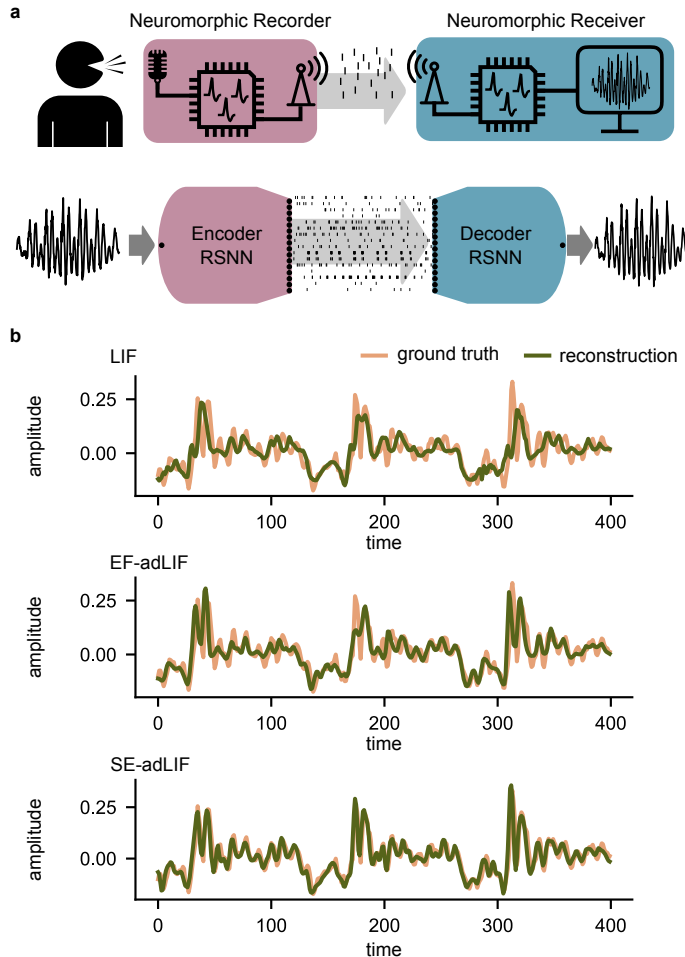 a
Neuromorphic Recorder
Neuromorphic Receiver
Encoder
RSNN
Decoder
RSNN
b
LIF
ground truth
reconstruction
amplitude
0.25
0.00
0
100
200
300
400
time
EF-adLIF
amplitude
0.25
0.00
0
100
200
300
400
time
SE-adLIF
amplitude
0.25
0.00
0
100
200
300
400
time